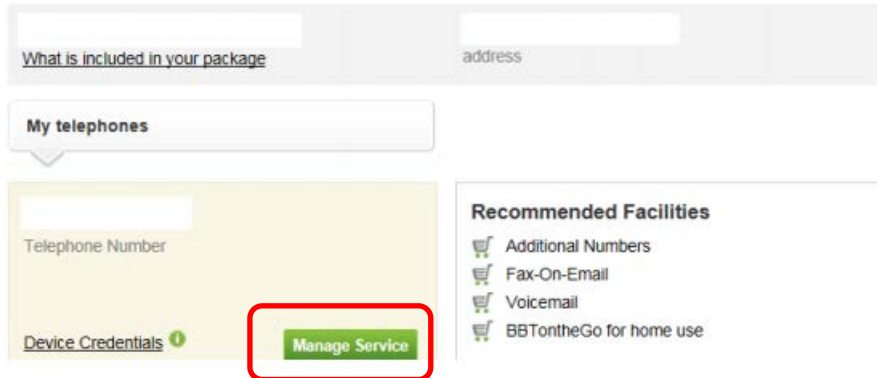 What is included in your package
address
My telephones
Telephone Number
Device Credentials
Manage Service
Recommended Facilities
Additional Numbers
Fax-On-Email
Voicemail
BBTontheGo for home use